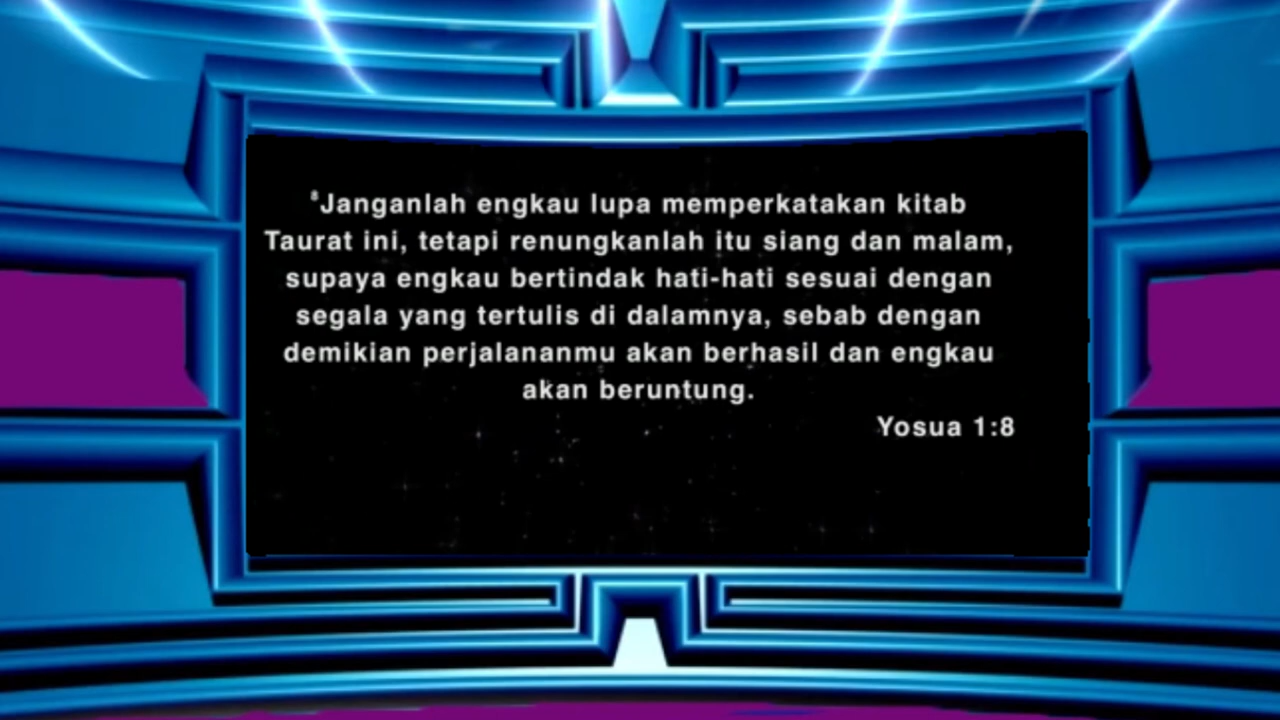 ⁸Janganlah engkau lupa memperkatakan kitab
Taurat ini, tetapi renungkanlah itu siang dan malam,
supaya engkau bertindak hati-hati sesuai dengan
segala yang tertulis di dalamnya, sebab dengan
demikian perjalananmu akan berhasil dan engkau
akan beruntung.
Yosua 1:8